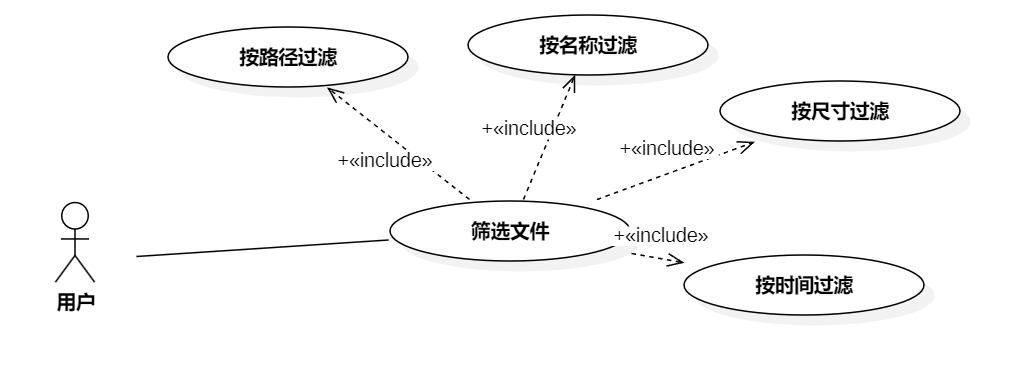 按名称过滤
按路径过滤
按尺寸过滤
+«include»
+«include»
+«include»
筛选文件
+«include»
按时间过滤
用户